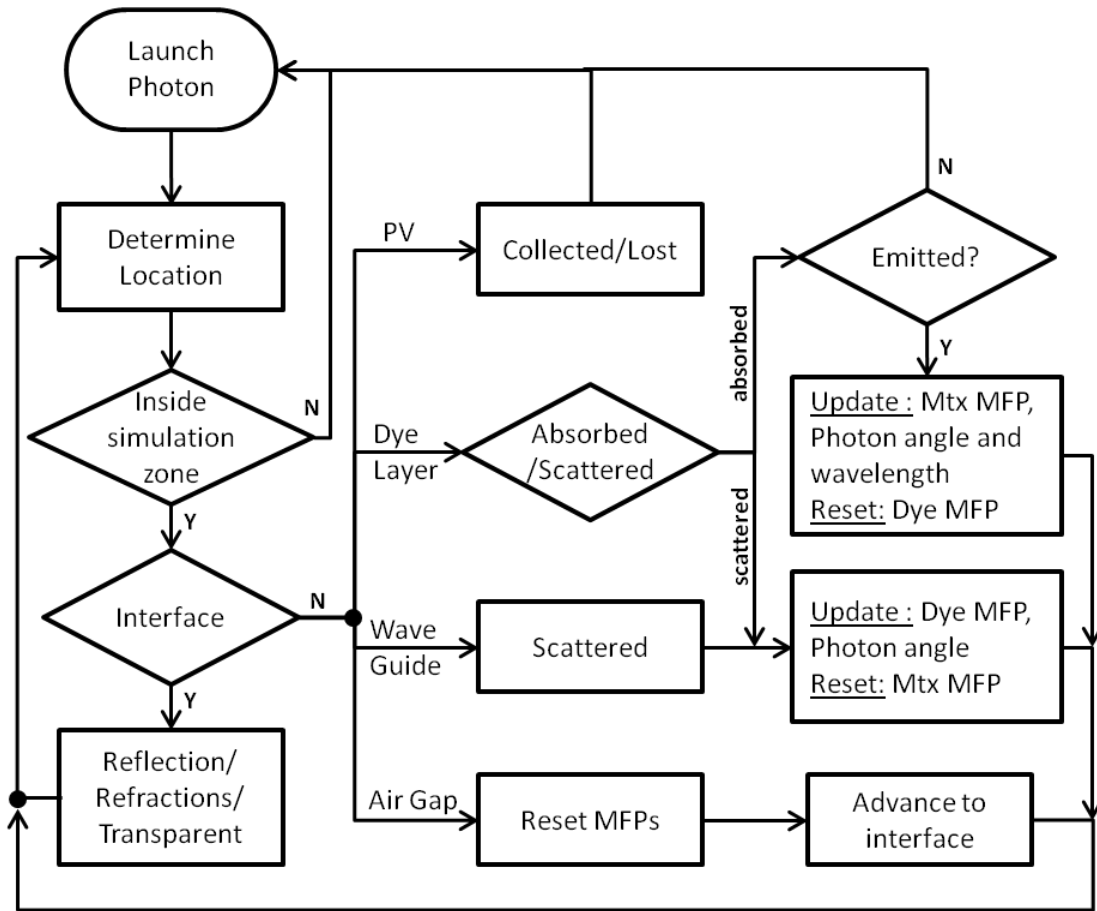 Launch
Photon
Determine
Location
Inside
simulation
zone
N
Y
Interface
N
Y
Reflection/
Refractions/
Transparent
PV
Collected/Lost
Dye
Layer
Absorbed
/Scattered
absorbed
scattered
Wave
Guide
Scattered
Air Gap
Reset MFPs
Advance to
interface
N
Emitted?
Y
Update : Mtx MFP,
Photon angle and
wavelength
Reset: Dye MFP
Update : Dye MFP,
Photon angle
Reset: Mtx MFP